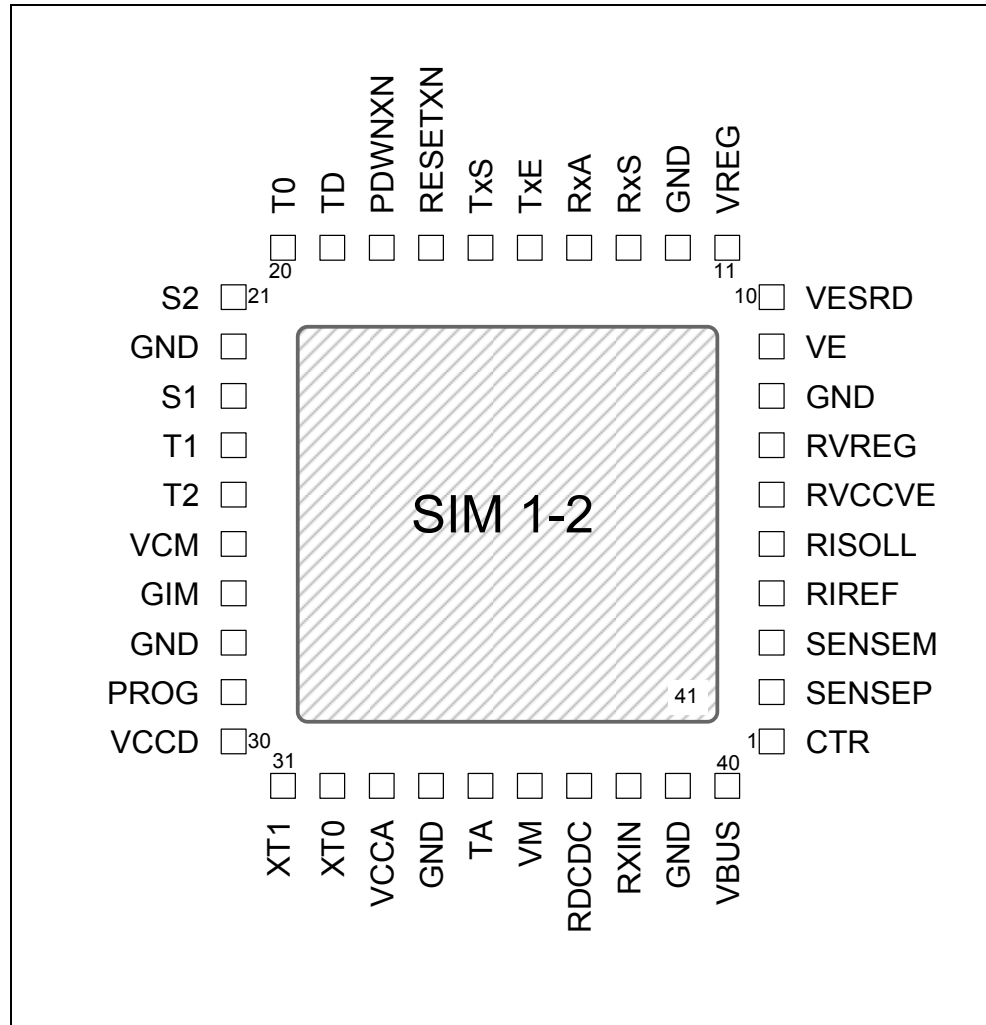 T0
TD
PDWNXN
RESETXN
TxS
TxE
RxA
RxS
GND
VREG
20
11
S2
21
10
VESRD
GND
VE
S1
GND
T1
RVREG
T2
RVCCVE
SIM 1-2
VCM
RISOLL
GIM
RIREF
GND
SENSEM
PROG
41
SENSEP
VCCD
30
1
CTR
31
40
XT1
XT0
VCCA
GND
TA
VM
RDCDC
RXIN
GND
VBUS